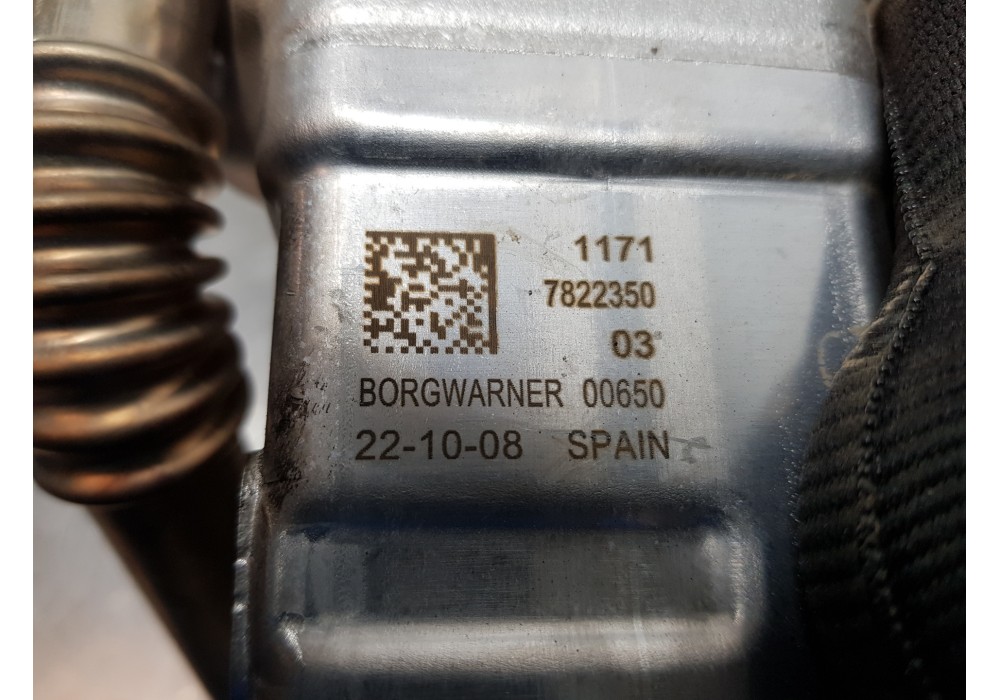 1171
7822350
03
BORGWARNER 00650
22-10-08 SPAIN